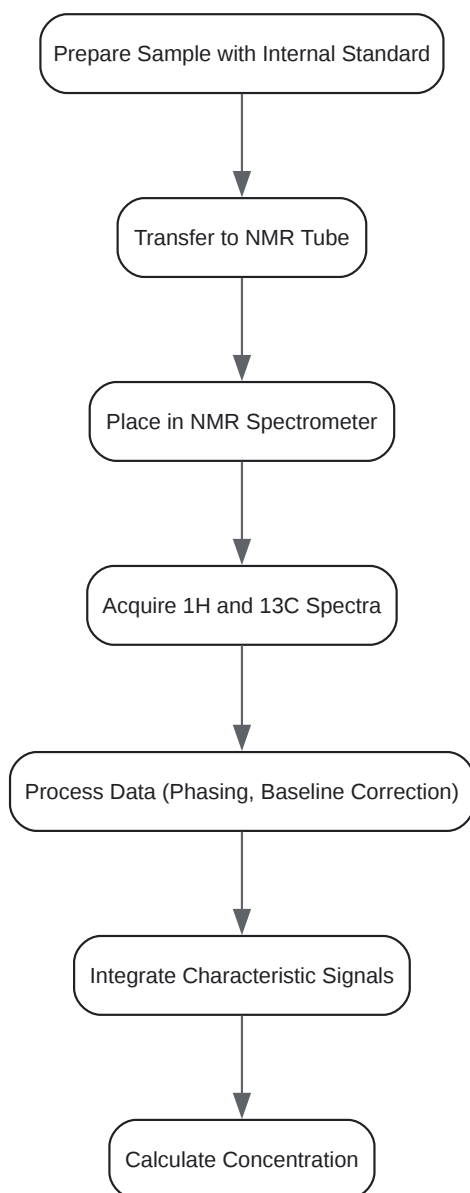 Prepare Sample with Internal Standard
Transfer to NMR Tube
Place in NMR Spectrometer
Acquire 1H and 13C Spectra
Process Data (Phasing, Baseline Correction)
Integrate Characteristic Signals
Calculate Concentration